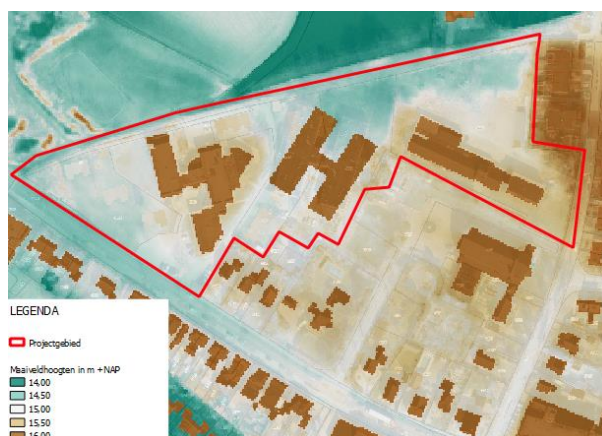 LEGENDA
Projectgebied
Maaiveldhoogten in m +NAP
14,00
14,50
15,00
15,50
16,00